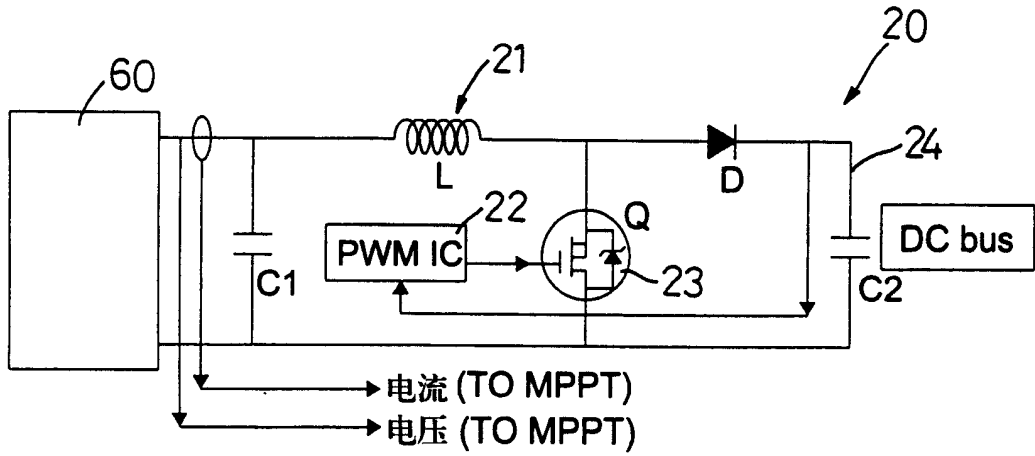 20
60
21
24
L
D
22
Q
PWM IC
DC bus
C1
23
C2
电流 (TO MPPT)
电压 (TO MPPT)